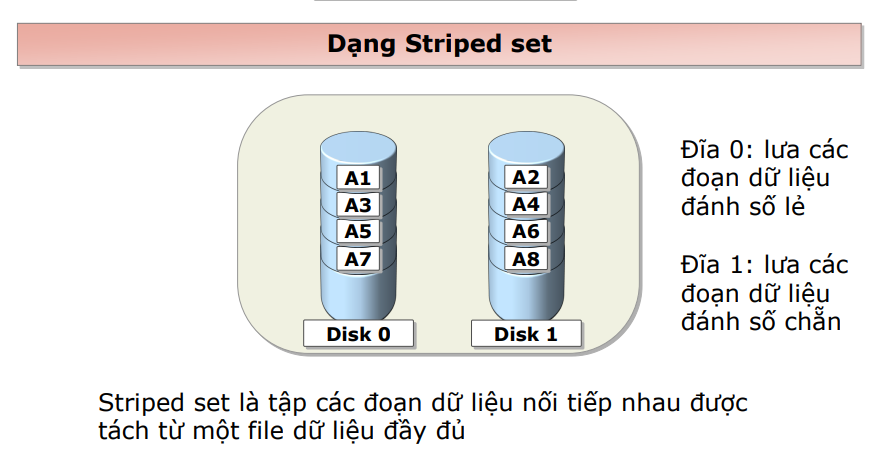 Dạng Striped set
A1
A3
A5
A7
Disk 0
A2
A4
A6
A8
Disk 1
Đĩa 0: lưa các
đoạn dữ liệu
đánh số lẻ
Đĩa 1: lưa các
đoạn dữ liệu
đánh số chẵn
Striped set là tập các đoạn dữ liệu nối tiếp nhau được
tách từ một file dữ liệu đầy đủ